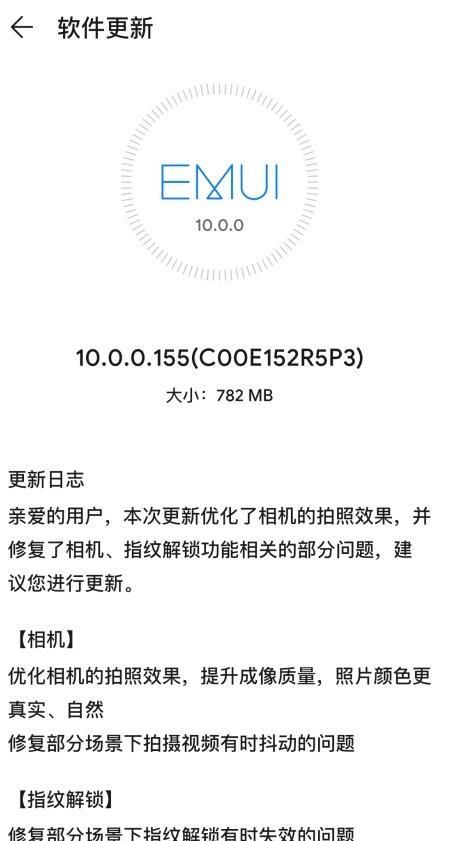 软件更新
EMUI
10.0.0
10.0.0.155(C00E152R5P3)
大小：782 MB
更新日志
亲爱的用户，本次更新优化了相机的拍照效果，并
修复了相机、指纹解锁功能相关的部分问题，建
议您进行更新。
【相机】
优化相机的拍照效果，提升成像质量，照片颜色更
真实、自然
修复部分场景下拍摄视频有时抖动的问题
【指纹解锁】
修复部分场景下指纹解锁有时失效的问题